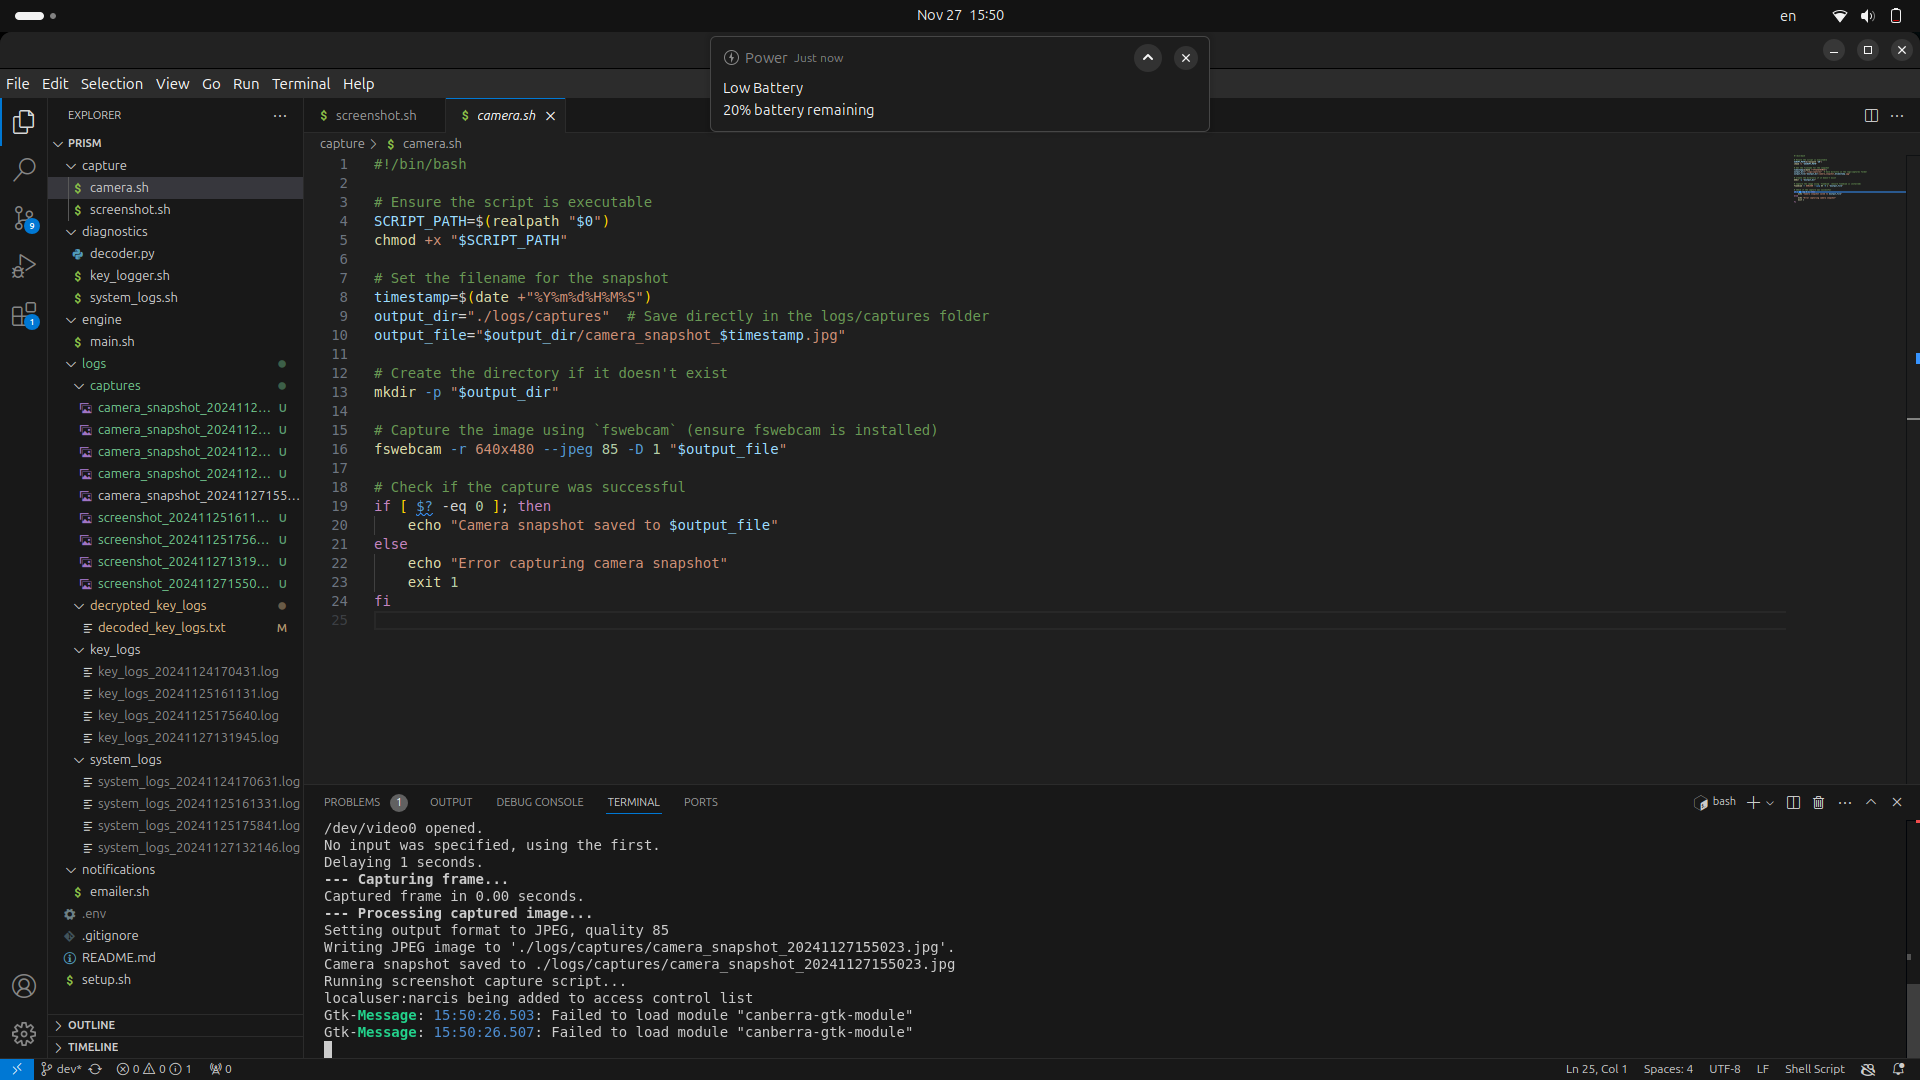 Nov 27 15:50
en
Power Just now
Low Battery
20% battery remaining
File Edit Selection View Go Run Terminal Help
EXPLORER
PRISM
capture
camera.sh
screenshot.sh
diagnostics
decoder.py
key_logger.sh
system_logs.sh
engine
main.sh
logs
captures
camera_snapshot_2024112... U
camera_snapshot_2024112... U
camera_snapshot_2024112... U
camera_snapshot_2024112... U
camera_snapshot_20241127155...
screenshot_202411251611... U
screenshot_202411251756... U
screenshot_202411271319... U
screenshot_202411271550... U
decrypted_key_logs
decoded_key_logs.txt M
key_logs
key_logs_20241124170431.log
key_logs_20241125161131.log
key_logs_20241125175640.log
key_logs_20241127131945.log
system_logs
system_logs_20241124170631.log
system_logs_20241125161331.log
system_logs_20241125175841.log
system_logs_20241127132146.log
notifications
emailer.sh
.env
.gitignore
README.md
setup.sh
OUTLINE
TIMELINE
9
1
$ screenshot.sh
$ camera.sh
capture > $ camera.sh
1 #!/bin/bash
2
3 # Ensure the script is executable
4 SCRIPT_PATH=$(realpath "$0")
5 chmod +x "$SCRIPT_PATH"
6
7 # Set the filename for the snapshot
8 timestamp=$(date +"%Y%m%d%H%M%S")
9 output_dir="./logs/captures"  # Save directly in the logs/captures folder
10 output_file="$output_dir/camera_snapshot_$timestamp.jpg"
11
12 # Create the directory if it doesn't exist
13 mkdir -p "$output_dir"
14
15 # Capture the image using `fswebcam` (ensure fswebcam is installed)
16 fswebcam -r 640x480 --jpeg 85 -D 1 "$output_file"
17
18 # Check if the capture was successful
19 if [ $? -eq 0 ]; then
20     echo "Camera snapshot saved to $output_file"
21 else
22     echo "Error capturing camera snapshot"
23     exit 1
24 fi
25
PROBLEMS 1 OUTPUT DEBUG CONSOLE TERMINAL PORTS
bash
/dev/video0 opened.
No input was specified, using the first.
Delaying 1 seconds.
--- Capturing frame...
Captured frame in 0.00 seconds.
--- Processing captured image...
Setting output format to JPEG, quality 85
Writing JPEG image to './logs/captures/camera_snapshot_20241127155023.jpg'.
Camera snapshot saved to ./logs/captures/camera_snapshot_20241127155023.jpg
Running screenshot capture script...
localuser:narcis being added to access control list
Gtk-Message: 15:50:26.503: Failed to load module "canberra-gtk-module"
Gtk-Message: 15:50:26.507: Failed to load module "canberra-gtk-module"
dev* 0 0 1 0
Ln 25, Col 1 Spaces: 4 UTF-8 LF Shell Script